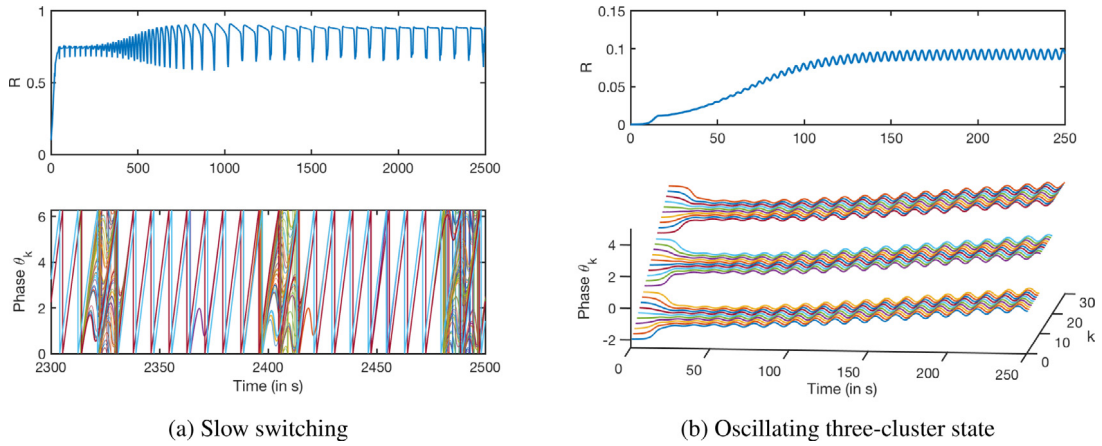 1
0.5
0
R
0 500 1000 1500 2000 2500
6
4
2
0
Phase θk
2300 2350 2400 2450 2500
Time (in s)
(a) Slow switching
0.15
0.1
0.05
0
R
0 50 100 150 200 250
4
2
0
-2
Phase θk
30
20
10
0
k
0 50 100 150 200 250
Time (in s)
(b) Oscillating three-cluster state